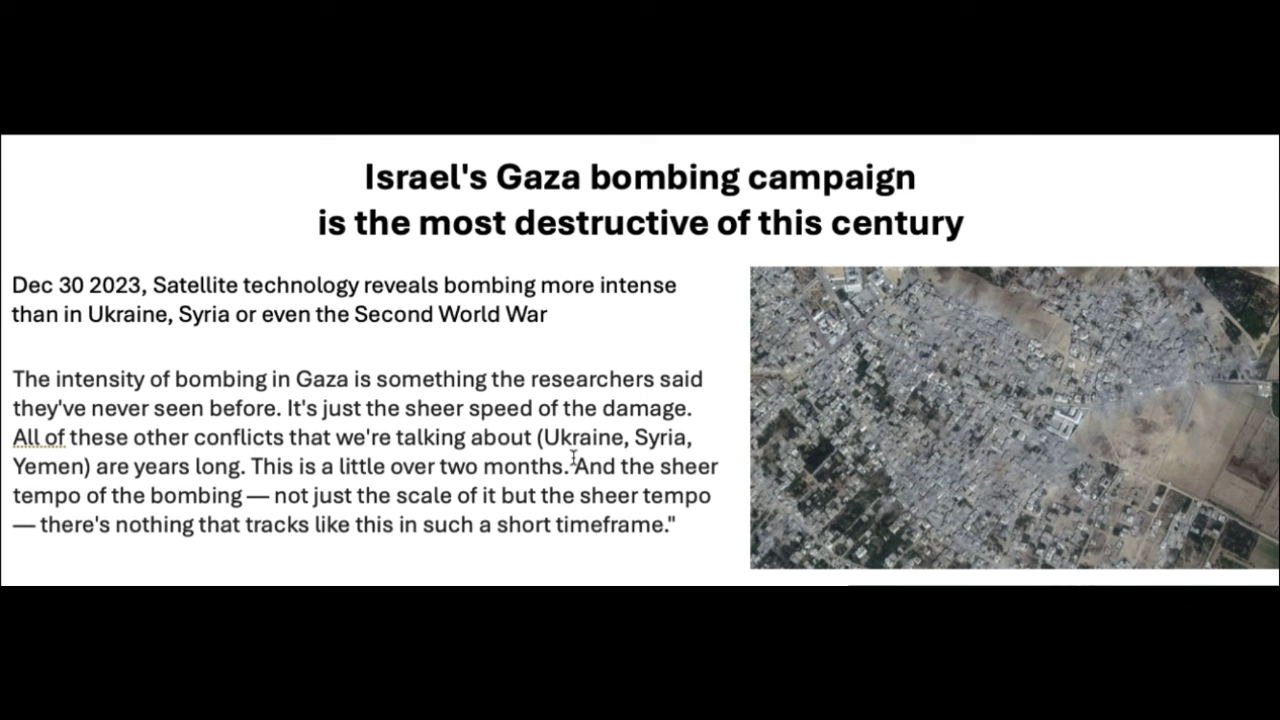 Israel's Gaza bombing campaign
is the most destructive of this century
Dec 30 2023, Satellite technology reveals bombing more intense
than in Ukraine, Syria or even the Second World War
The intensity of bombing in Gaza is something the researchers said
they've never seen before. It's just the sheer speed of the damage.
All of these other conflicts that we're talking about (Ukraine, Syria,
Yemen) are years long. This is a little over two months. And the sheer
tempo of the bombing — not just the scale of it but the sheer tempo
— there's nothing that tracks like this in such a short timeframe."